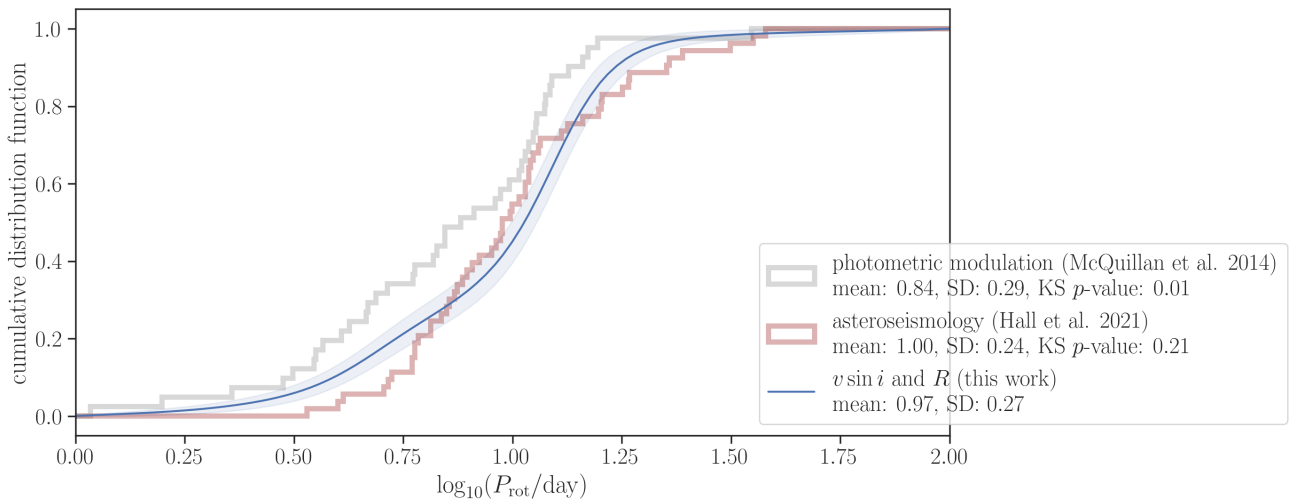 cumulative distribution function
1.0
0.8
0.6
0.4
0.2
0.0
0.00 0.25 0.50 0.75 1.00 1.25 1.50 1.75 2.00
log₁₀(P_rot/day)
photometric modulation (McQuillan et al. 2014)
mean: 0.84, SD: 0.29, KS p-value: 0.01
asteroseismology (Hall et al. 2021)
mean: 1.00, SD: 0.24, KS p-value: 0.21
v sin i and R (this work)
mean: 0.97, SD: 0.27